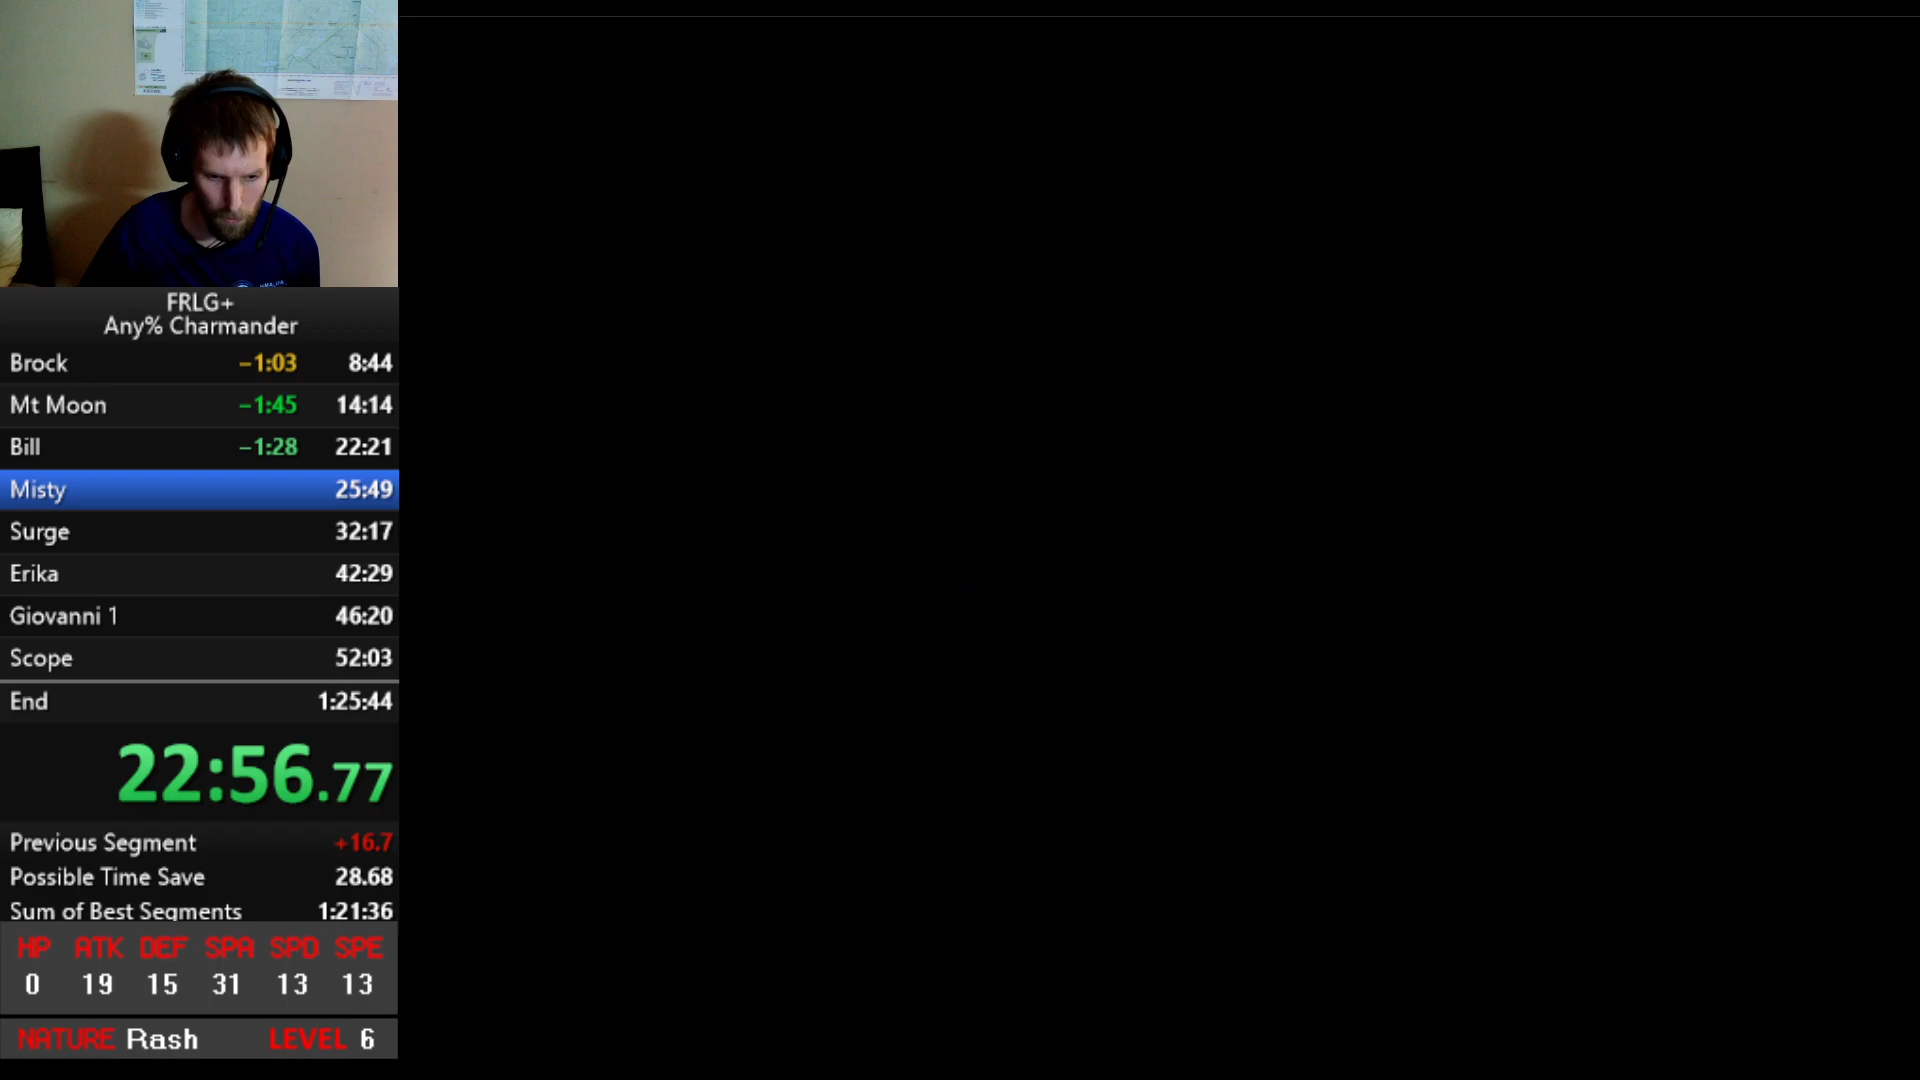 FRLG+
Any% Charmander
Brock −1:03 8:44
Mt Moon −1:45 14:14
Bill −1:28 22:21
Misty 25:49
Surge 32:17
Erika 42:29
Giovanni 1 46:20
Scope 52:03
End 1:25:44
22:56.77
Previous Segment +16.7
Possible Time Save 28.68
Sum of Best Segments 1:21:36
HP ATK DEF SPA SPD SPE
0 19 15 31 13 13
NATURE Rash LEVEL 6